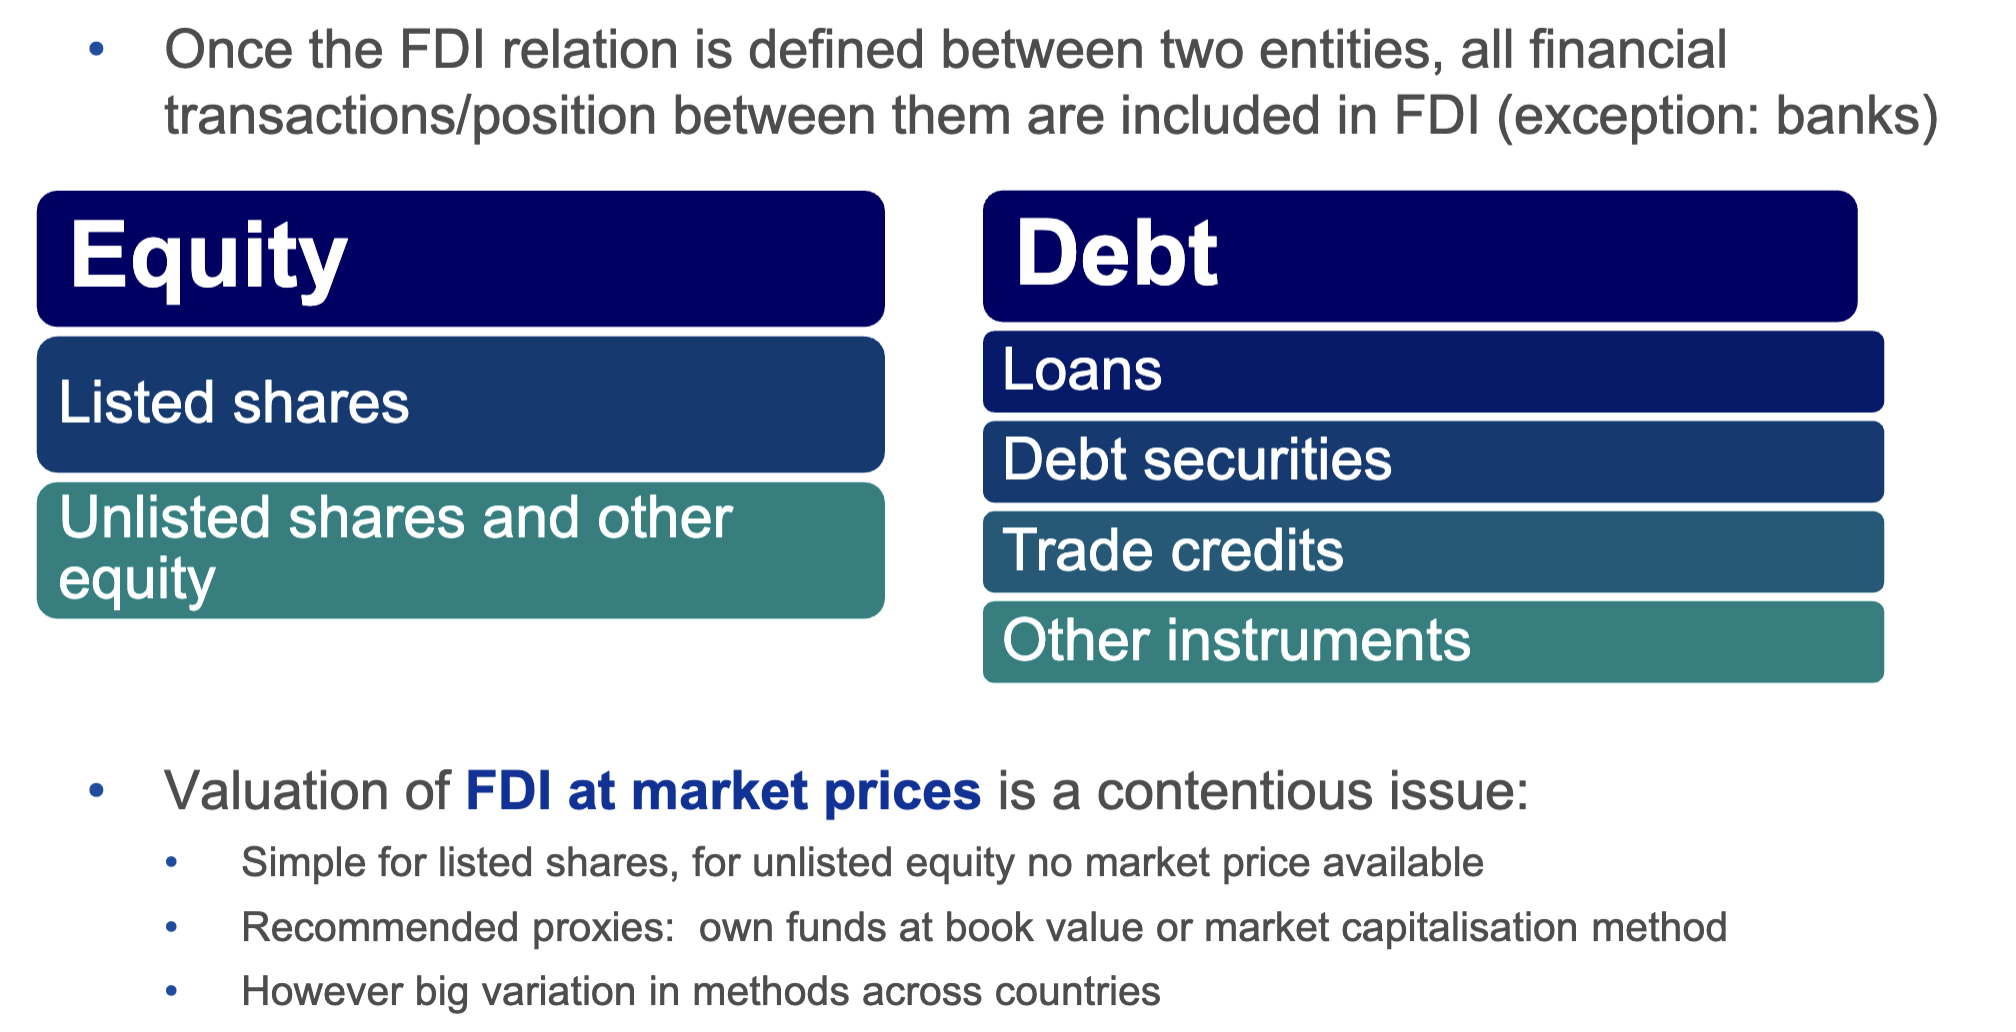 • Once the FDI relation is defined between two entities, all financial
transactions/position between them are included in FDI (exception: banks)
Equity
Listed shares
Unlisted shares and other
equity
Debt
Loans
Debt securities
Trade credits
Other instruments
• Valuation of FDI at market prices is a contentious issue:
• Simple for listed shares, for unlisted equity no market price available
• Recommended proxies:  own funds at book value or market capitalisation method
• However big variation in methods across countries